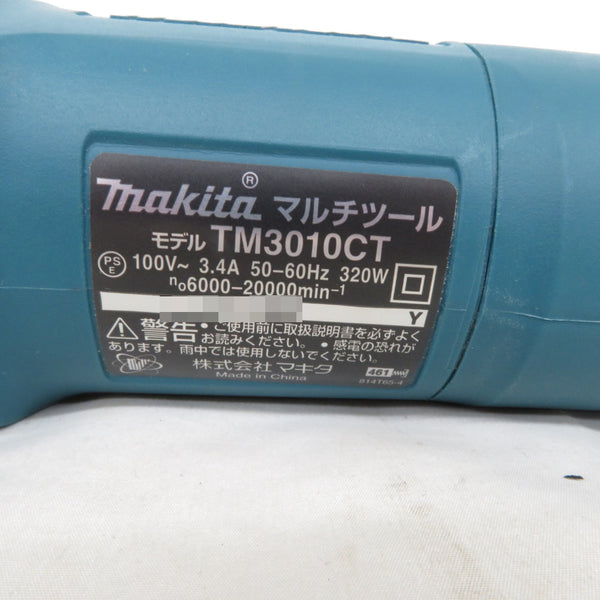 makita® マルチツール
モデル TM3010CT
PSE 100V~ 3.4A 50-60Hz 320W
n₀6000-20000min⁻¹
Y
警告・ご使用前に取扱説明書を必ずよく
お読みください。・感電の恐れが
あります。雨中では使用しないでください。
株式会社 マキタ
Made in China
461
814T65-4